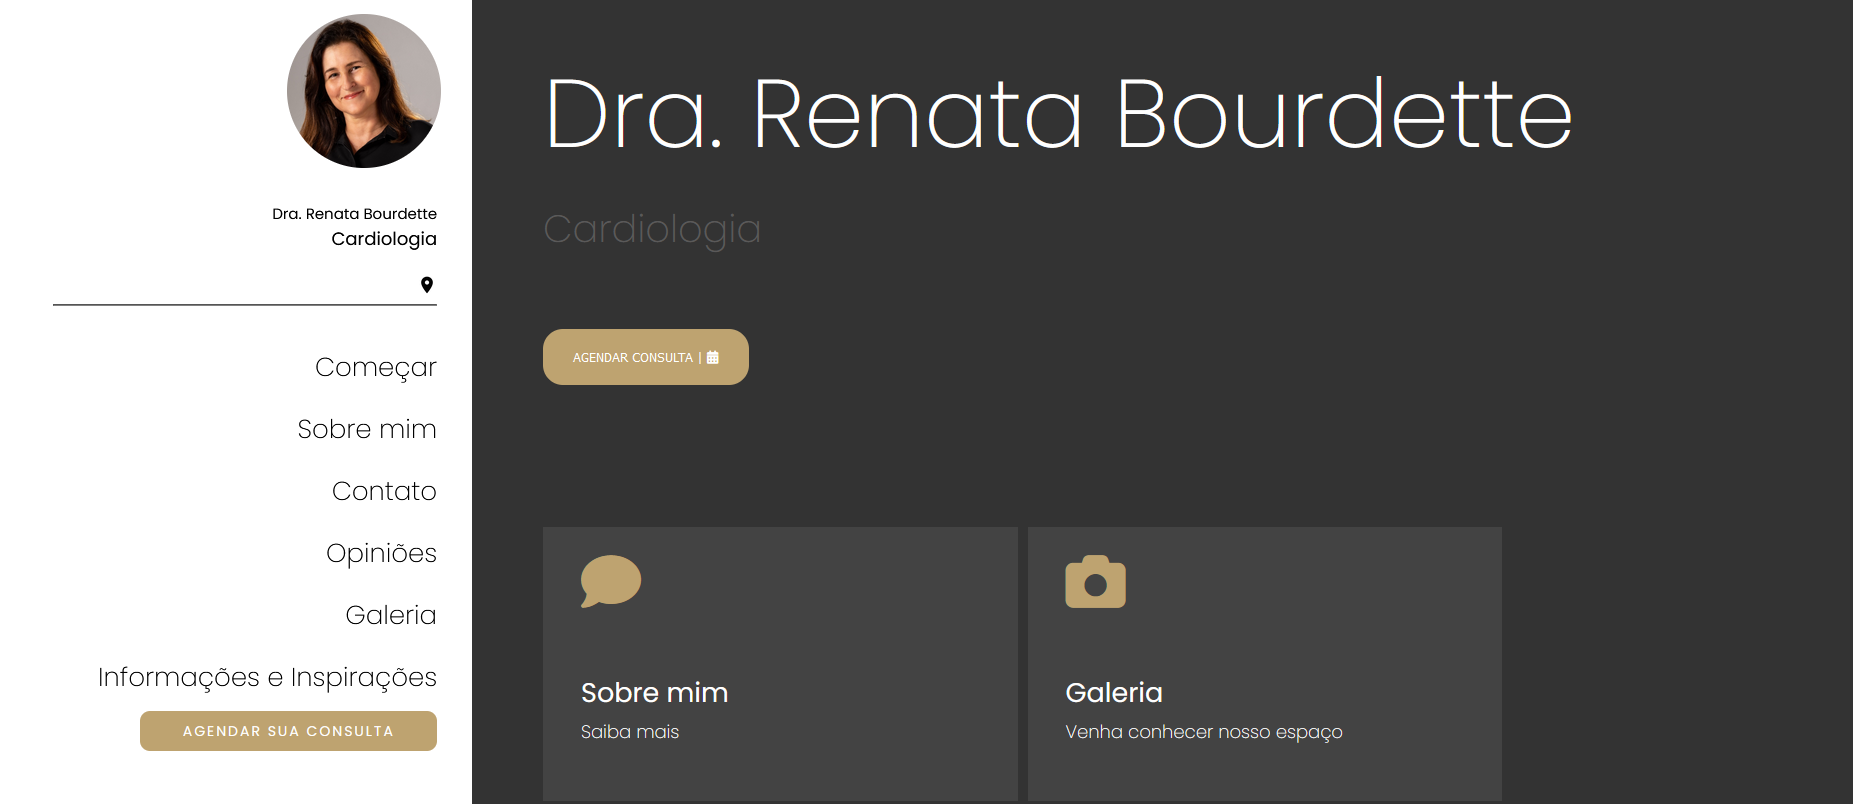 Dra. Renata Bourdette
Cardiologia
Começar
Sobre mim
Contato
Opiniões
Galeria
Informações e Inspirações
AGENDAR SUA CONSULTA
Dra. Renata Bourdette
Cardiologia
AGENDAR CONSULTA |
Sobre mim
Saiba mais
Galeria
Venha conhecer nosso espaço